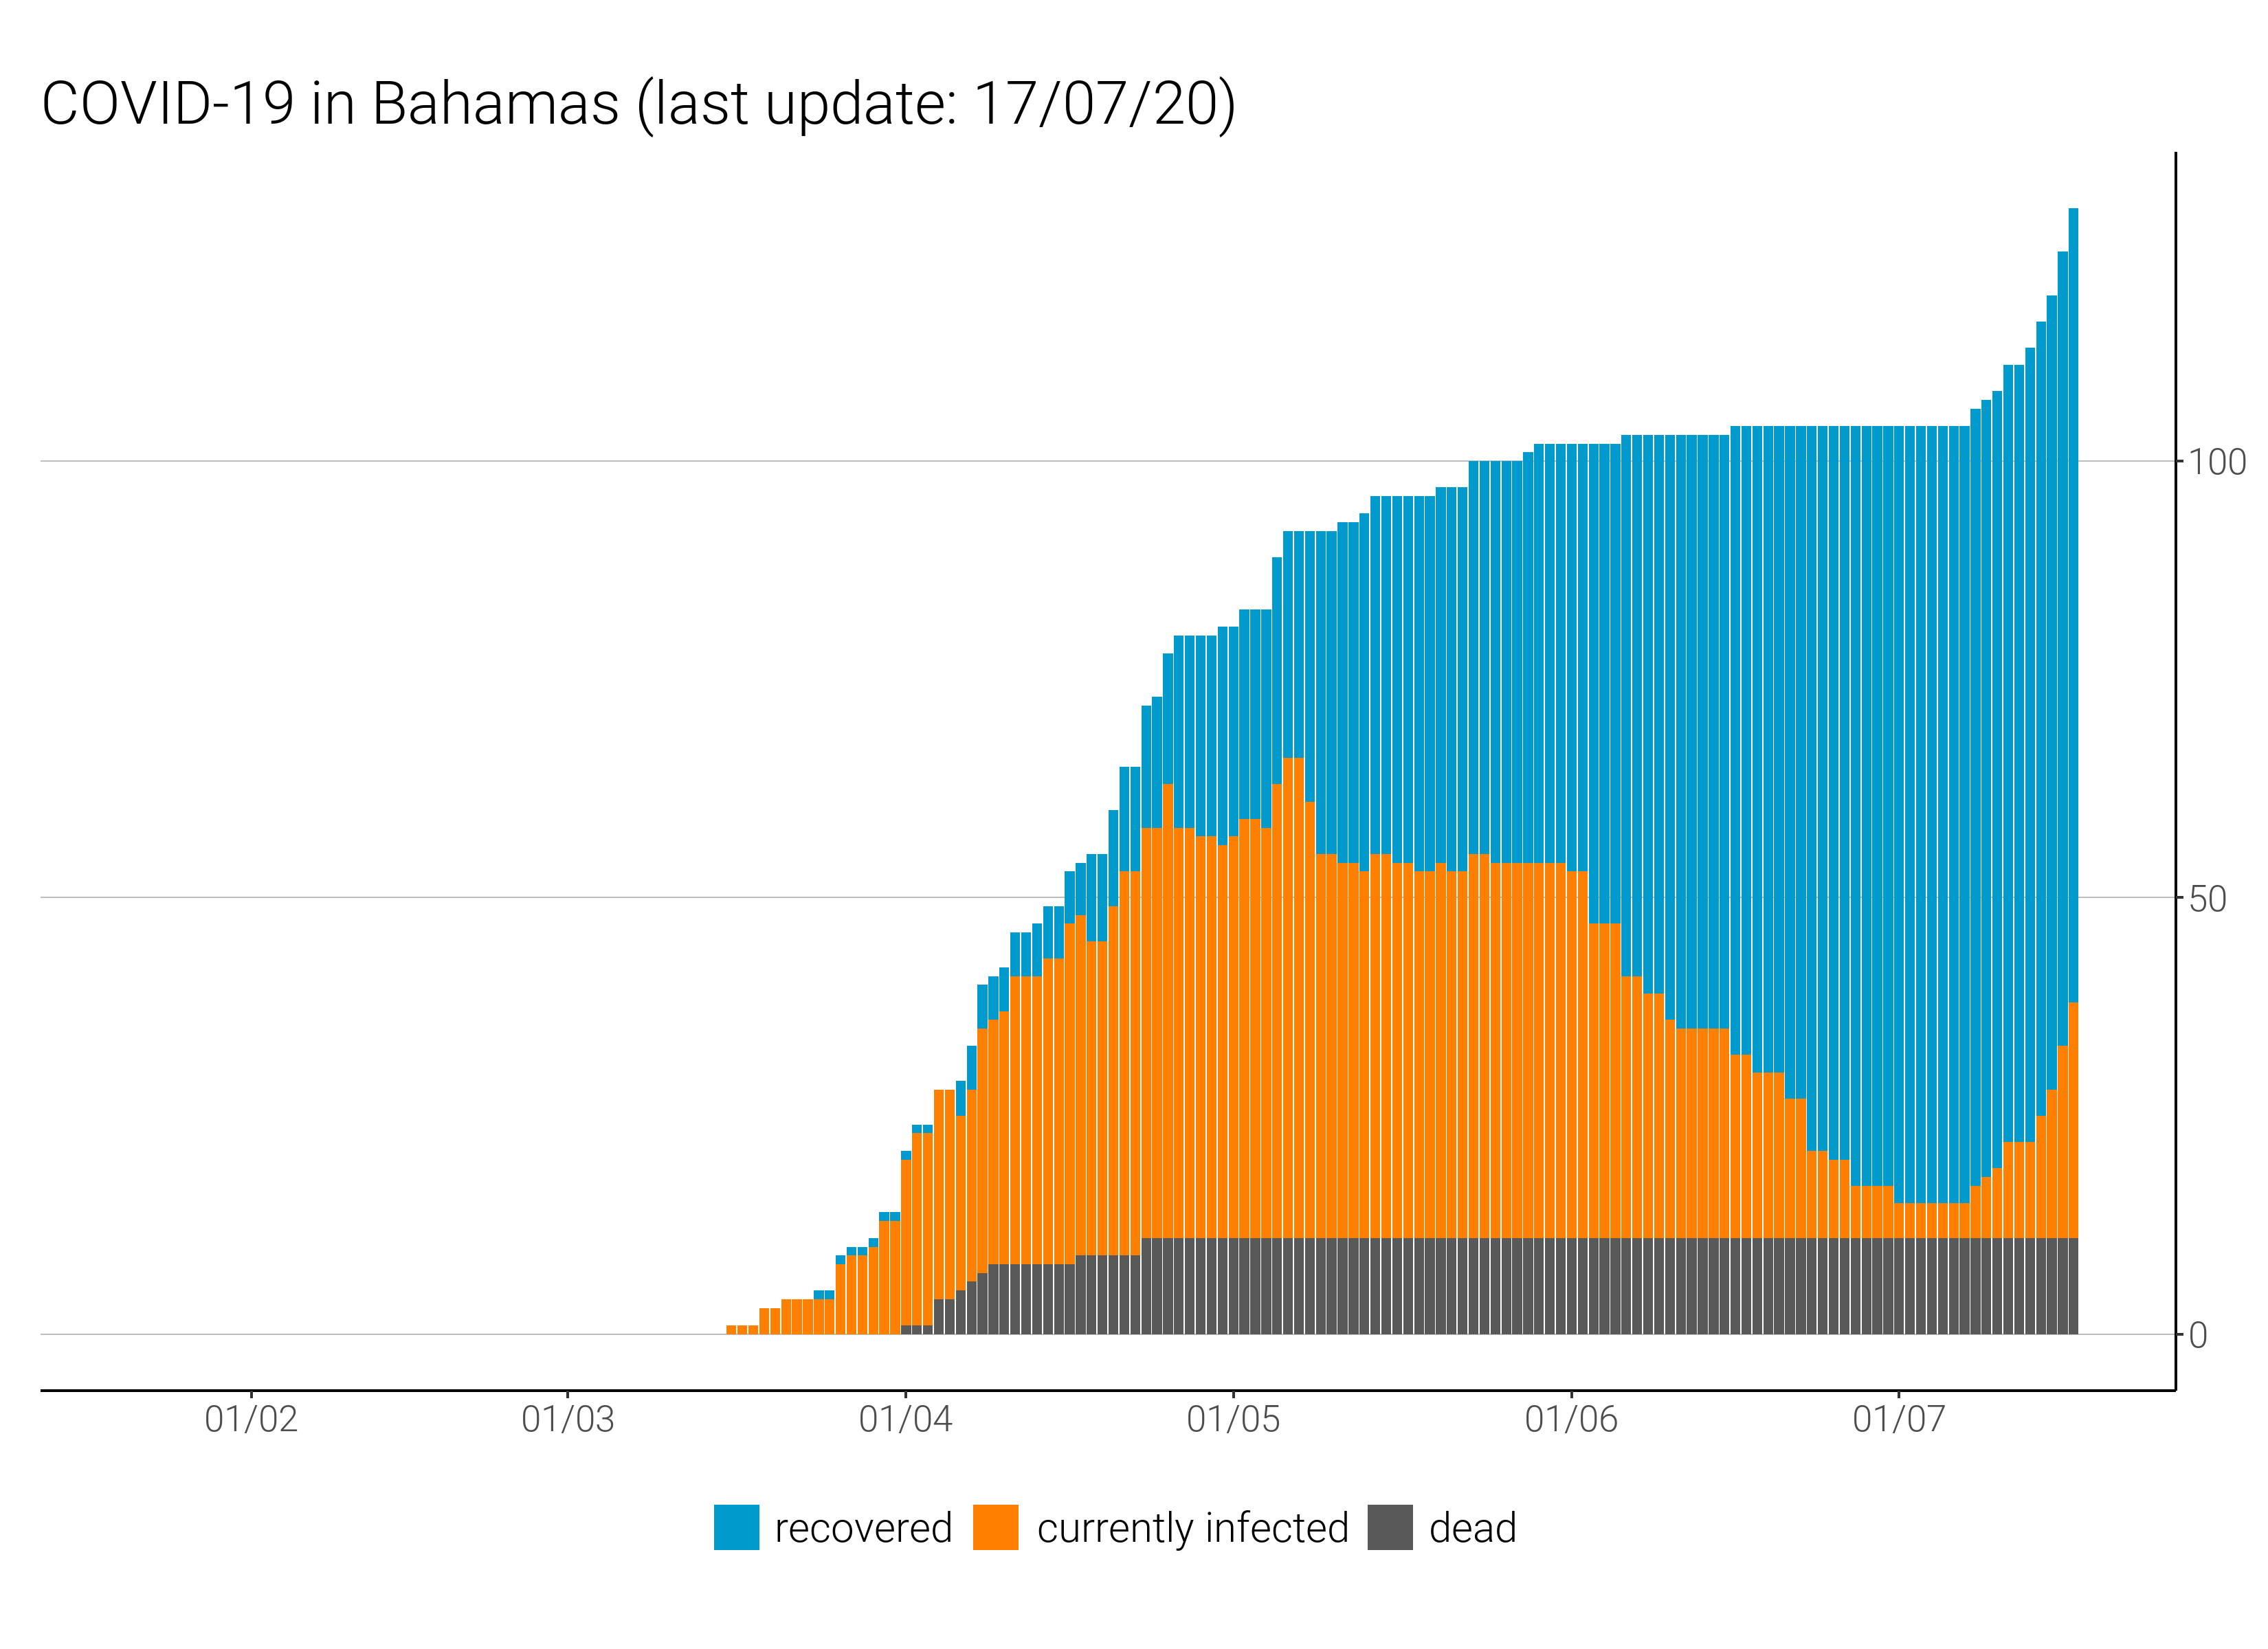 COVID-19 in Bahamas (last update: 17/07/20)
100
50
0
01/02 01/03 01/04 01/05 01/06 01/07
recovered currently infected dead